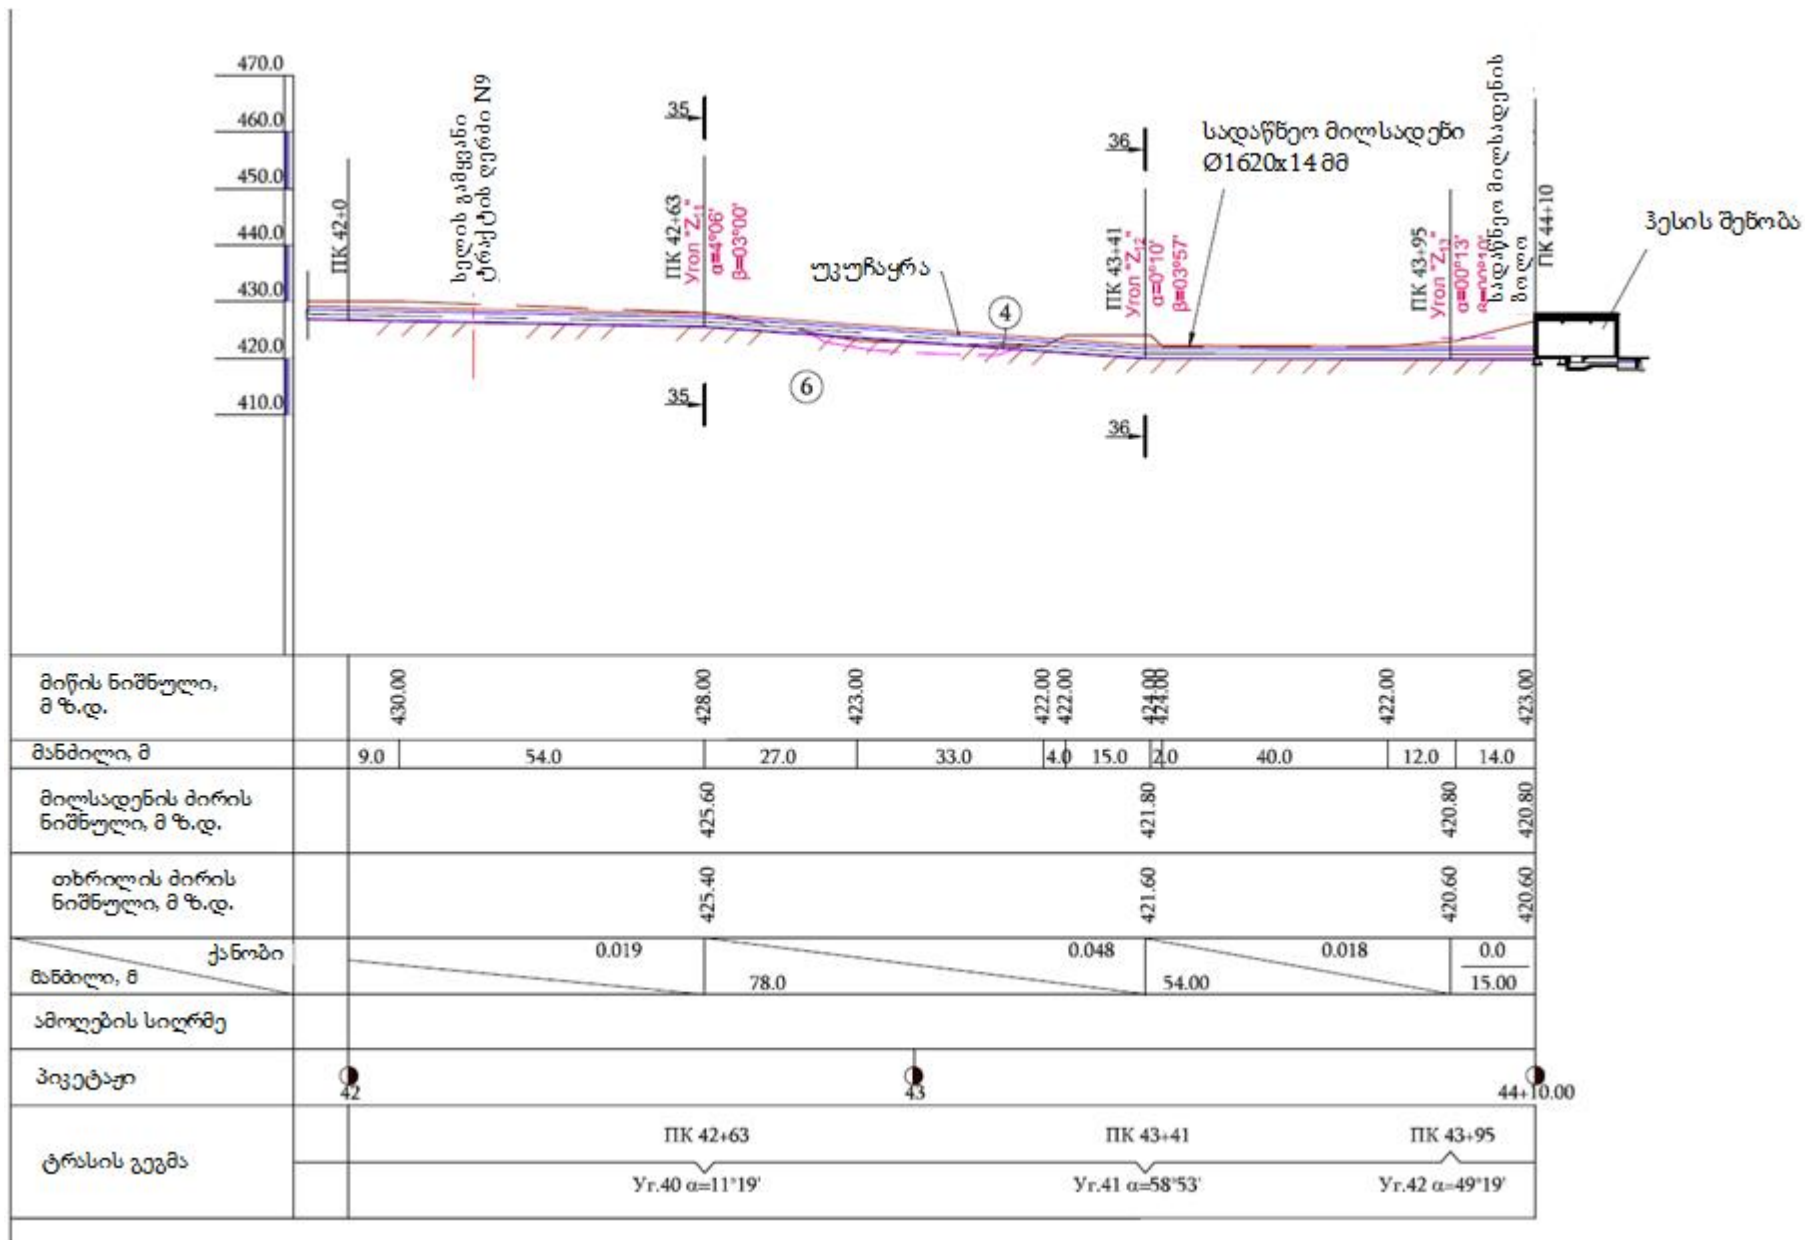 470.0
460.0
450.0
440.0
430.0
420.0
410.0
ПК 42+0
სელის გამყვანი
ტრაქტის ღერძი N9
35
ПК 42+63
Угол "Z11"
α=4°06'
β=03°00'
35
უკუჩაყრა
4
6
36
ПК 43+41
Угол "Z12"
α=0°10'
β=03°57'
36
სადაწნეო მილსადენი
Ø1620x14 მმ
ПК 43+95
Угол "Z13"
α=00°13'
სადაწნეო მილსადენის
ბოლო
ПК 44+10
ჰესის შენობა
მიწის ნიშნული,
მ ზ.დ.
430.00 428.00 423.00 422.00 422.00 424.00 424.00 422.00 423.00
მანძილი, მ
9.0 54.0 27.0 33.0 4.0 15.0 2.0 40.0 12.0 14.0
მილსადენის ძირის
ნიშნული, მ ზ.დ.
425.60 421.80 420.80 420.80
თხრილის ძირის
ნიშნული, მ ზ.დ.
425.40 421.60 420.60 420.60
ქანობი
0.019 0.048 0.018 0.0
მანძილი, მ
78.0 54.00 15.00
ამოღების სიღრმე
პიკეტაჟი
42 43 44+10.00
ტრასის გეგმა
ПК 42+63 ПК 43+41 ПК 43+95
Уг.40 α=11°19' Уг.41 α=58°53' Уг.42 α=49°19'